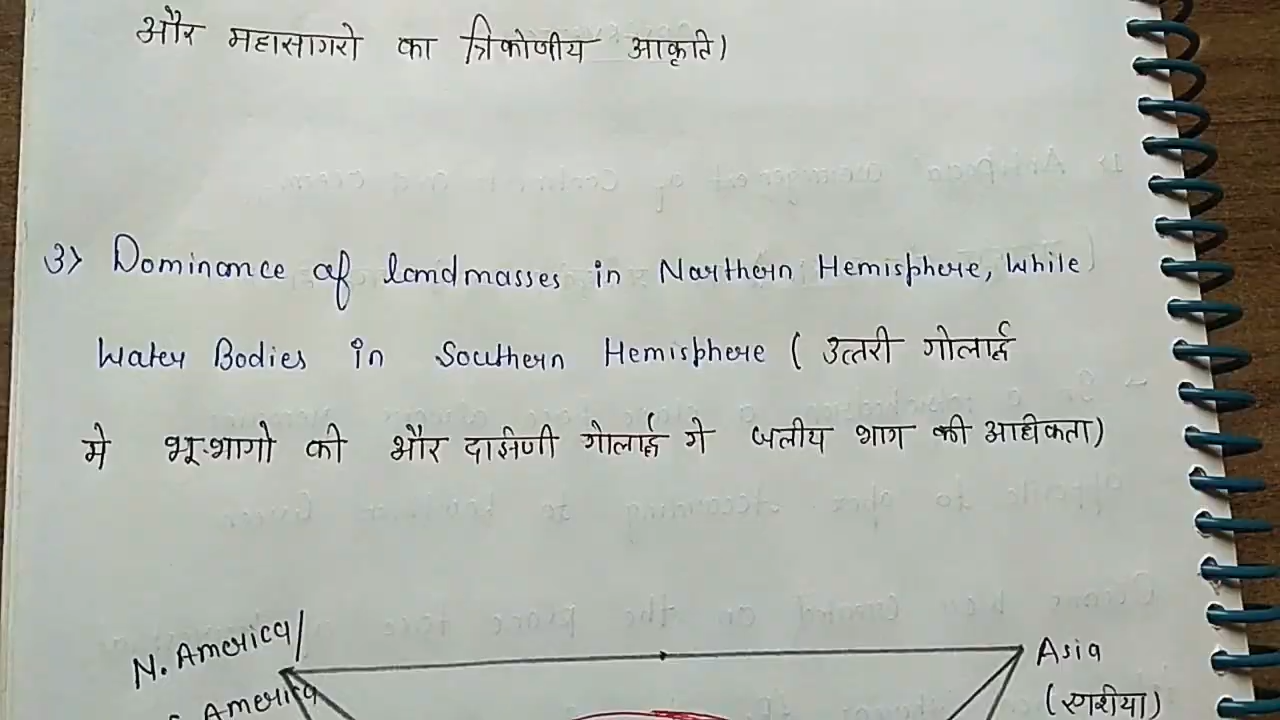 और महासागरो का त्रिकोणीय आकृति)
3> Dominance of landmasses in Northern Hemisphere, While
Water Bodies in Southern Hemisphere ( उत्तरी गोलार्द्ध
मे भू-भागो की और दक्षिणी गोलार्द्ध मे जलीय भाग की अधिकता)
N. America/
S. America
Asia
(एशिया)